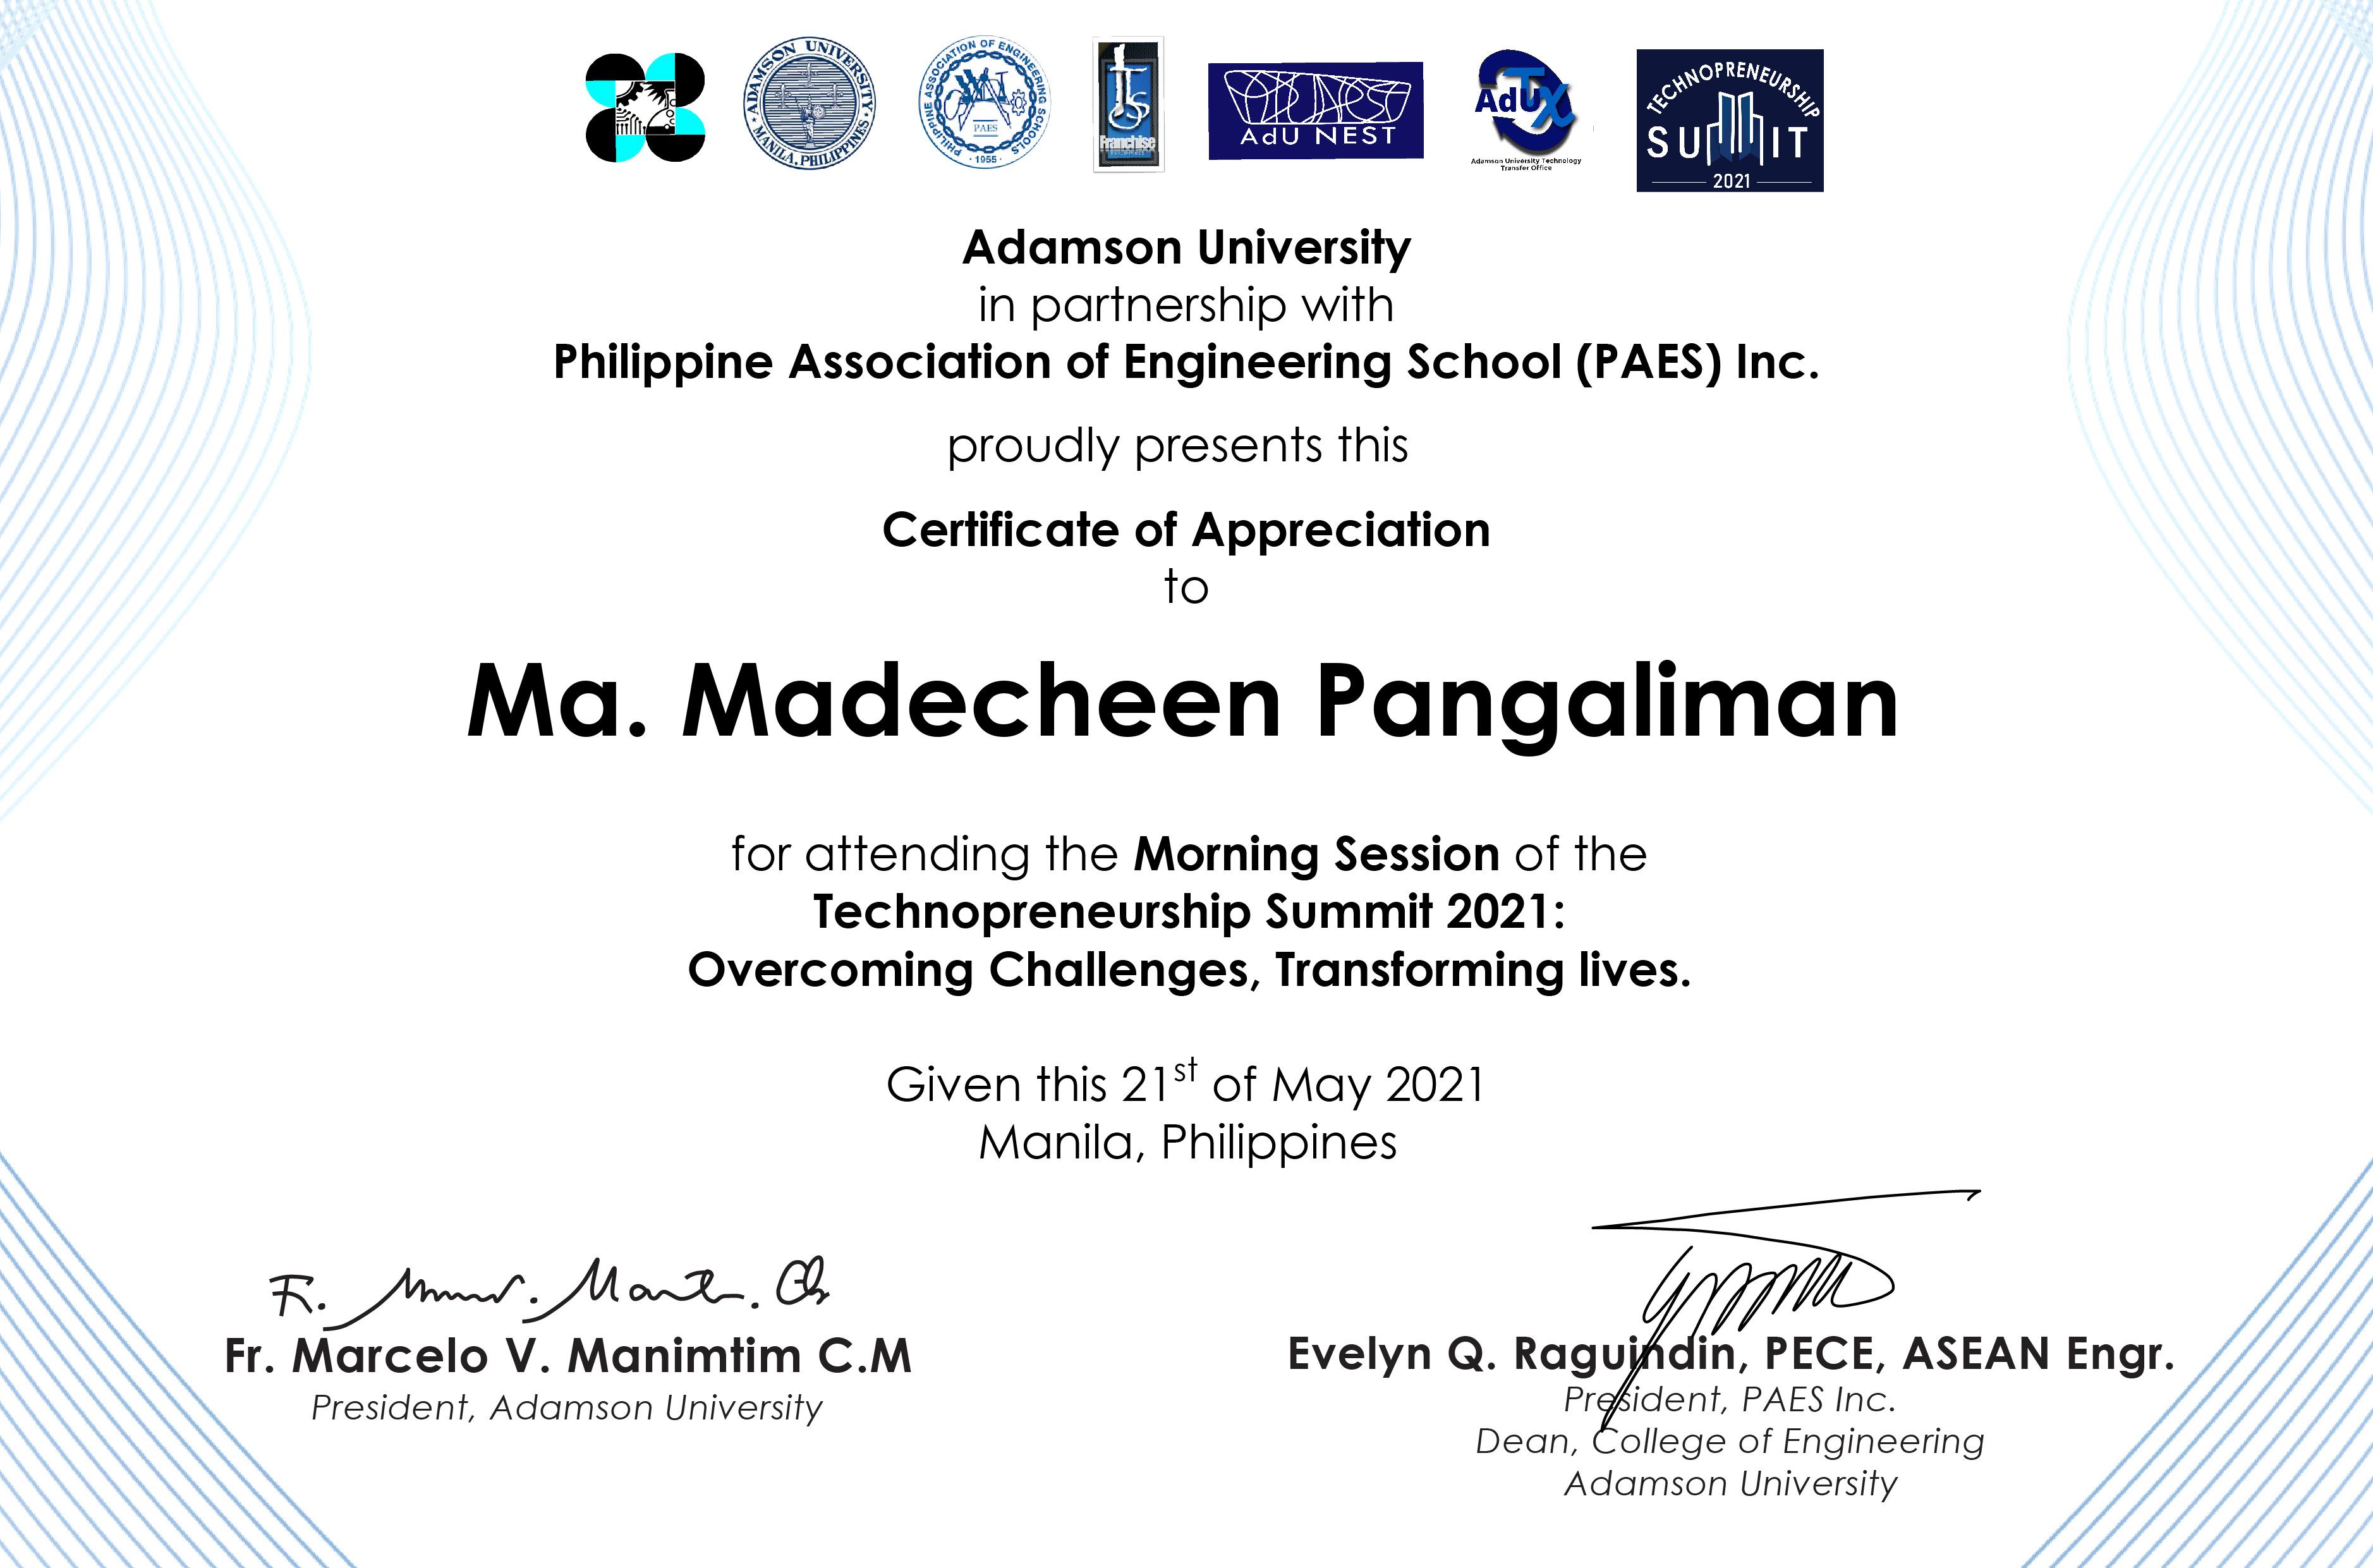 ADAMSON UNIVERSITY
MANILA, PHILIPPINES
PHILIPPINE ASSOCIATION OF ENGINEERING SCHOOLS
PAES
1955
Franchise
AdU NEST
AdUTX
Adamson University Technology
Transfer Office
TECHNOPRENEURSHIP
SUMMIT
2021
Adamson University
in partnership with
Philippine Association of Engineering School (PAES) Inc.
proudly presents this
Certificate of Appreciation
to
Ma. Madecheen Pangaliman
for attending the Morning Session of the
Technopreneurship Summit 2021:
Overcoming Challenges, Transforming lives.
Given this 21st of May 2021
Manila, Philippines
Fr. Marcelo V. Manimtim C.M
President, Adamson University
Evelyn Q. Raguindin, PECE, ASEAN Engr.
President, PAES Inc.
Dean, College of Engineering
Adamson University